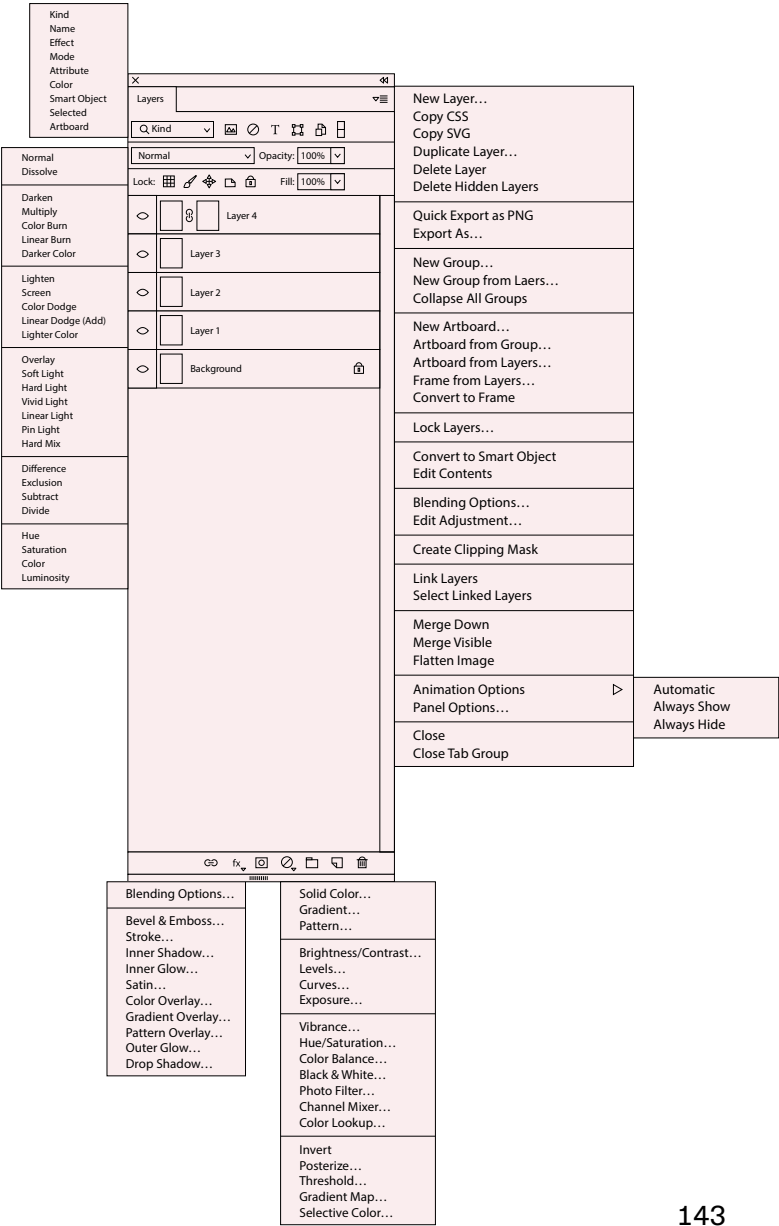 Kind
Name
Effect
Mode
Attribute
Color
Smart Object
Selected
Artboard
Normal
Dissolve
Darken
Multiply
Color Burn
Linear Burn
Darker Color
Lighten
Screen
Color Dodge
Linear Dodge (Add)
Lighter Color
Overlay
Soft Light
Hard Light
Vivid Light
Linear Light
Pin Light
Hard Mix
Difference
Exclusion
Subtract
Divide
Hue
Saturation
Color
Luminosity
Layers
Kind
T
Normal
Opacity: 100%
Lock:
Fill: 100%
Layer 4
Layer 3
Layer 2
Layer 1
Background
fx
New Layer…
Copy CSS
Copy SVG
Duplicate Layer…
Delete Layer
Delete Hidden Layers
Quick Export as PNG
Export As…
New Group…
New Group from Laers…
Collapse All Groups
New Artboard…
Artboard from Group…
Artboard from Layers…
Frame from Layers…
Convert to Frame
Lock Layers…
Convert to Smart Object
Edit Contents
Blending Options…
Edit Adjustment…
Create Clipping Mask
Link Layers
Select Linked Layers
Merge Down
Merge Visible
Flatten Image
Animation Options
Panel Options…
Close
Close Tab Group
Automatic
Always Show
Always Hide
Blending Options…
Bevel & Emboss…
Stroke…
Inner Shadow…
Inner Glow…
Satin…
Color Overlay…
Gradient Overlay…
Pattern Overlay…
Outer Glow…
Drop Shadow…
Solid Color…
Gradient…
Pattern…
Brightness/Contrast…
Levels…
Curves…
Exposure…
Vibrance…
Hue/Saturation…
Color Balance…
Black & White…
Photo Filter…
Channel Mixer…
Color Lookup…
Invert
Posterize…
Threshold…
Gradient Map…
Selective Color…
143